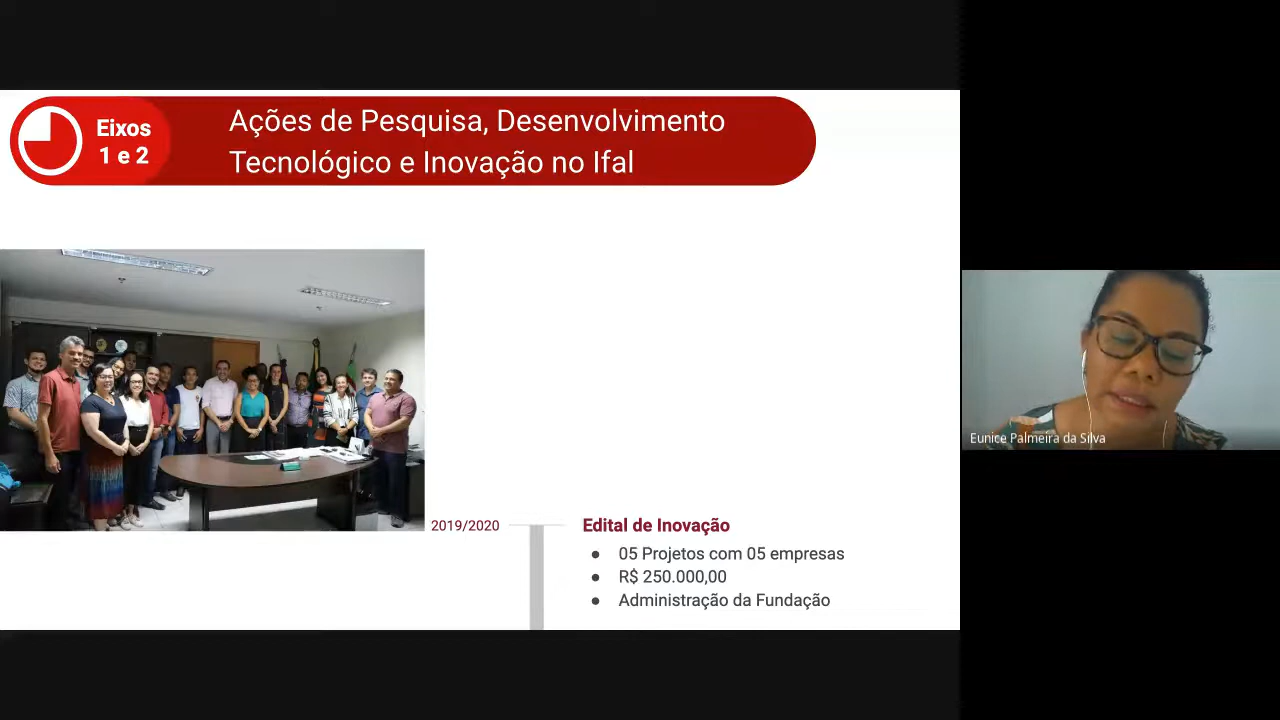 Eixos
1 e 2
Ações de Pesquisa, Desenvolvimento
Tecnológico e Inovação no Ifal
2019/2020
Edital de Inovação
● 05 Projetos com 05 empresas
● R$ 250.000,00
● Administração da Fundação
Eunice Palmeira da Silva